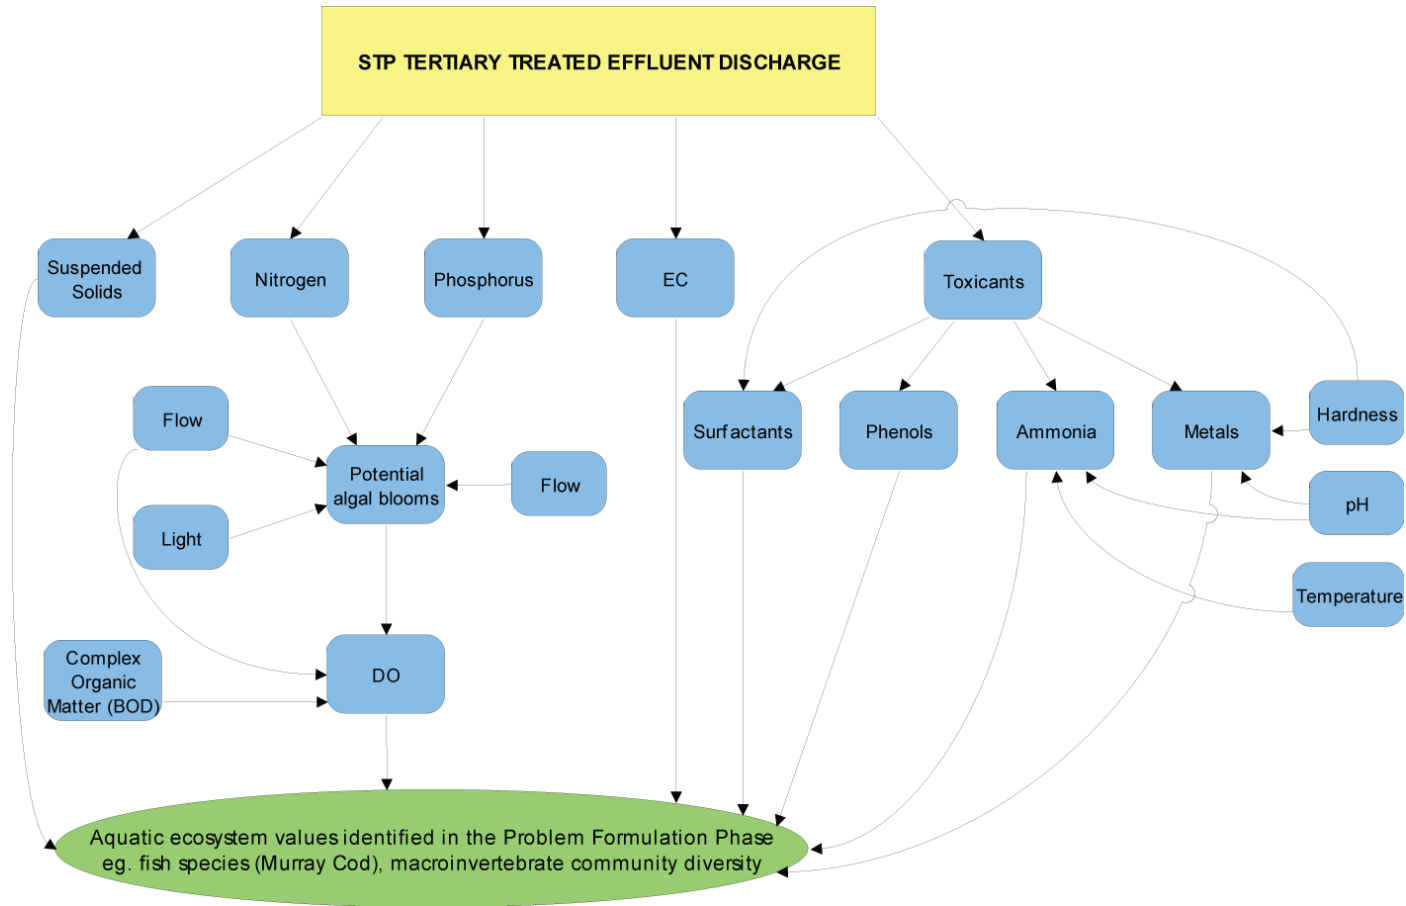 STP TERTIARY TREATED EFFLUENT DISCHARGE
Suspended
Solids
Nitrogen
Phosphorus
EC
Toxicants
Flow
Potential
algal blooms
Flow
Light
Surfactants
Phenols
Ammonia
Metals
Hardness
pH
Temperature
Complex
Organic
Matter (BOD)
DO
Aquatic ecosystem values identified in the Problem Formulation Phase
eg. fish species (Murray Cod), macroinvertebrate community diversity